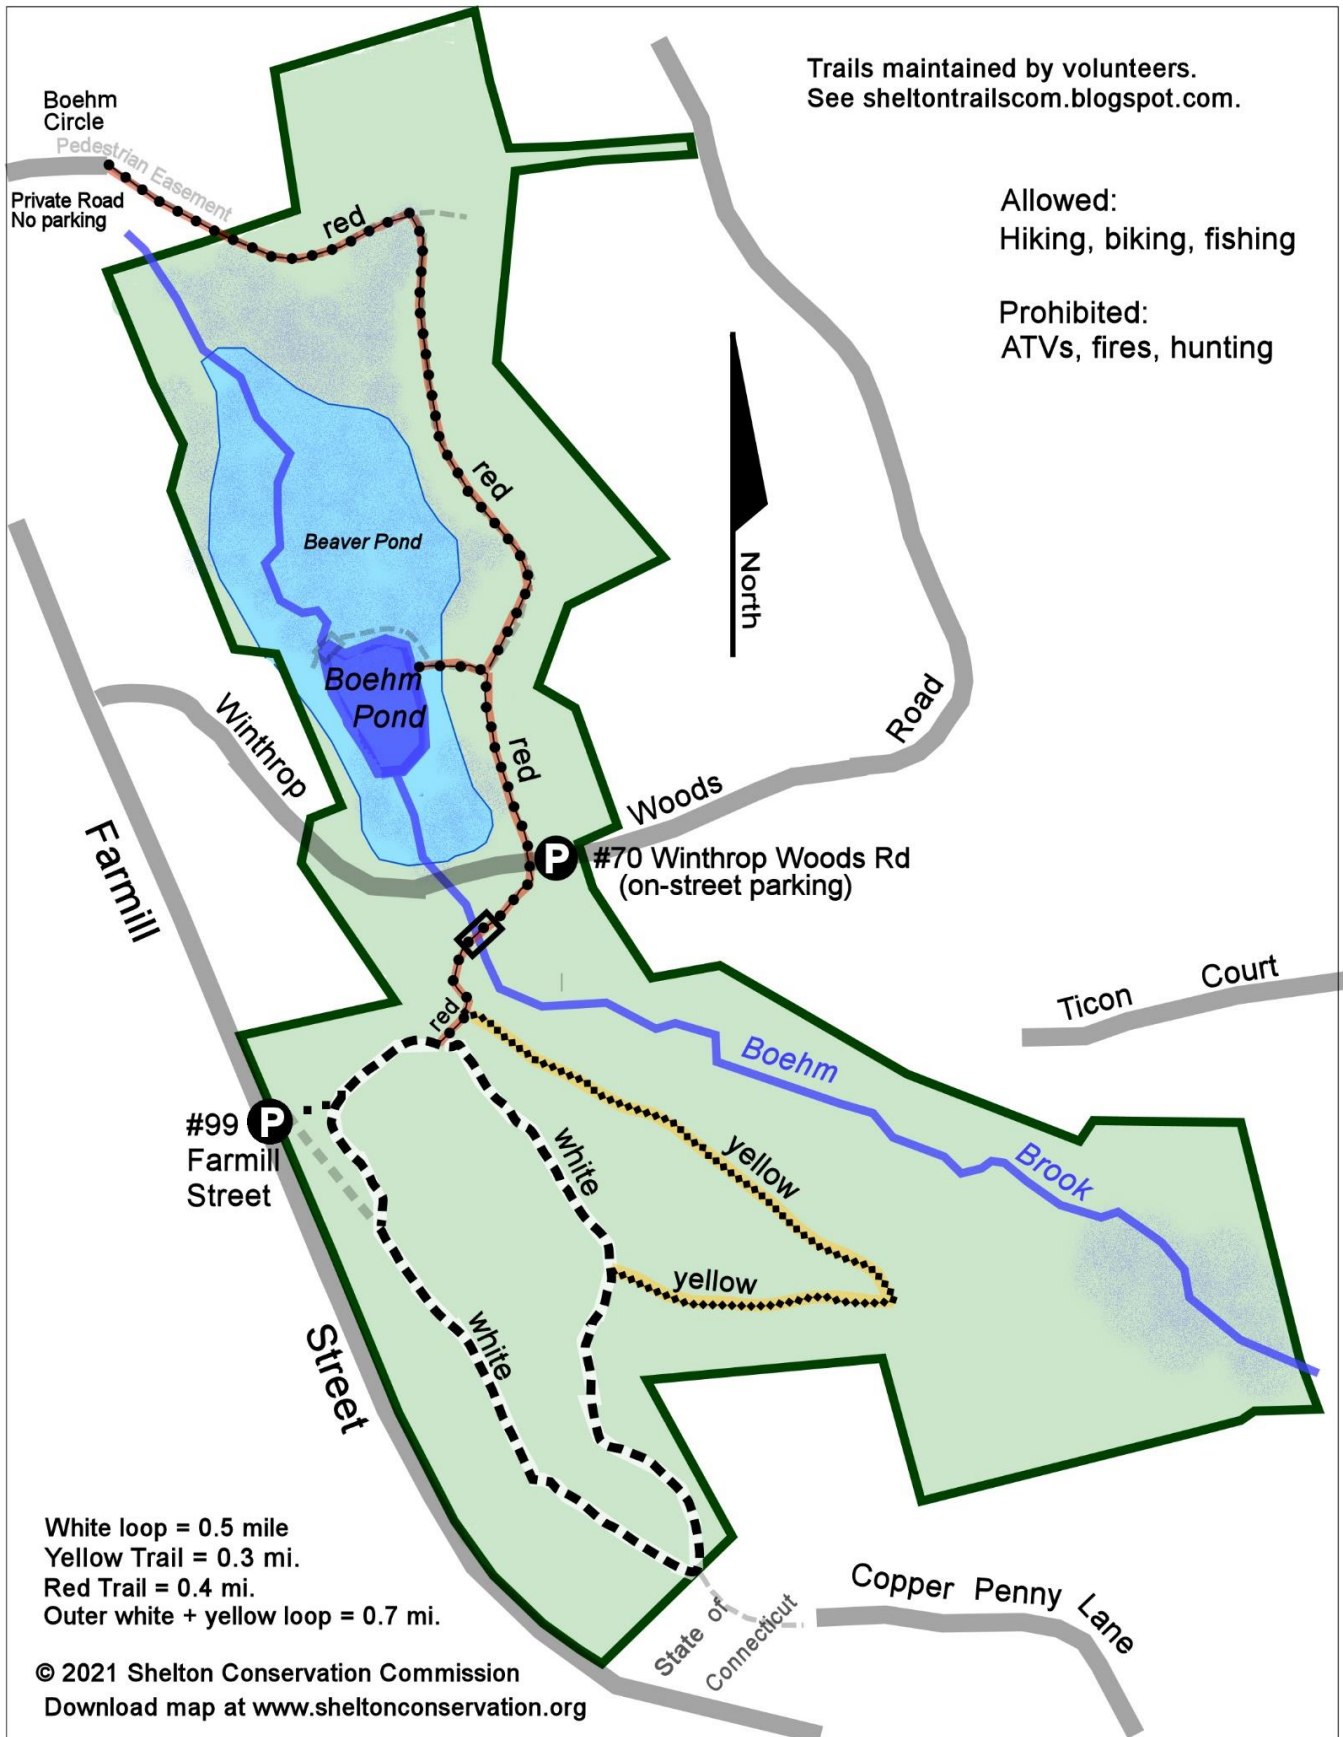 Trails maintained by volunteers.
See sheltontrailscom.blogspot.com.
Boehm
Circle
Pedestrian Easement
Private Road
No parking
red
Allowed:
Hiking, biking, fishing
Prohibited:
ATVs, fires, hunting
red
Beaver Pond
North
Boehm
Pond
Winthrop
red
Woods
Road
Farmill
P
#70 Winthrop Woods Rd
(on-street parking)
Ticon
Court
red
Boehm
Brook
P
#99
Farmill
Street
white
yellow
yellow
white
Street
White loop = 0.5 mile
Yellow Trail = 0.3 mi.
Red Trail = 0.4 mi.
Outer white + yellow loop = 0.7 mi.
State of
Connecticut
Copper Penny Lane
© 2021 Shelton Conservation Commission
Download map at www.sheltonconservation.org